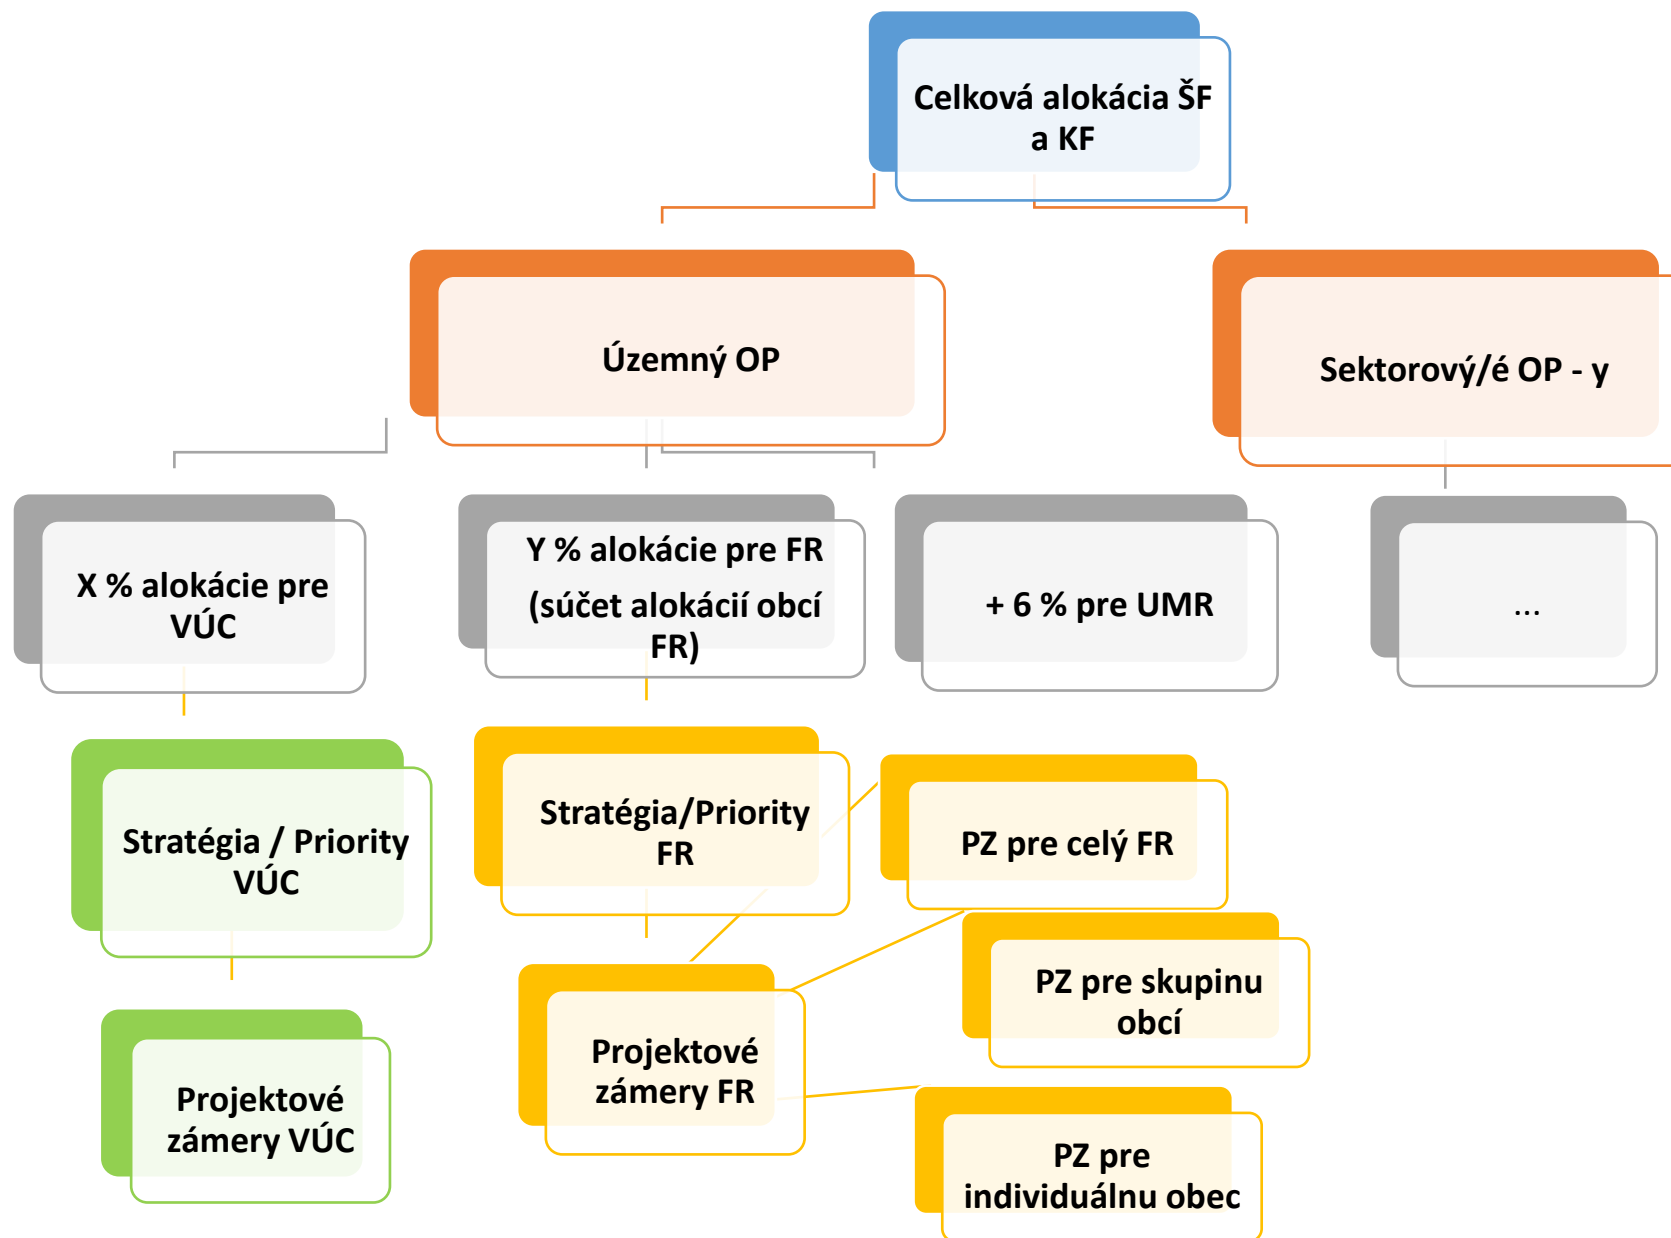 Celková alokácia ŠF
a KF
Územný OP
Sektorový/é OP - y
X % alokácie pre
VÚC
Y % alokácie pre FR
(súčet alokácií obcí
FR)
+ 6 % pre UMR
...
Stratégia / Priority
VÚC
Stratégia/Priority
FR
PZ pre celý FR
PZ pre skupinu
obcí
Projektové
zámery VÚC
Projektové
zámery FR
PZ pre
individuálnu obec